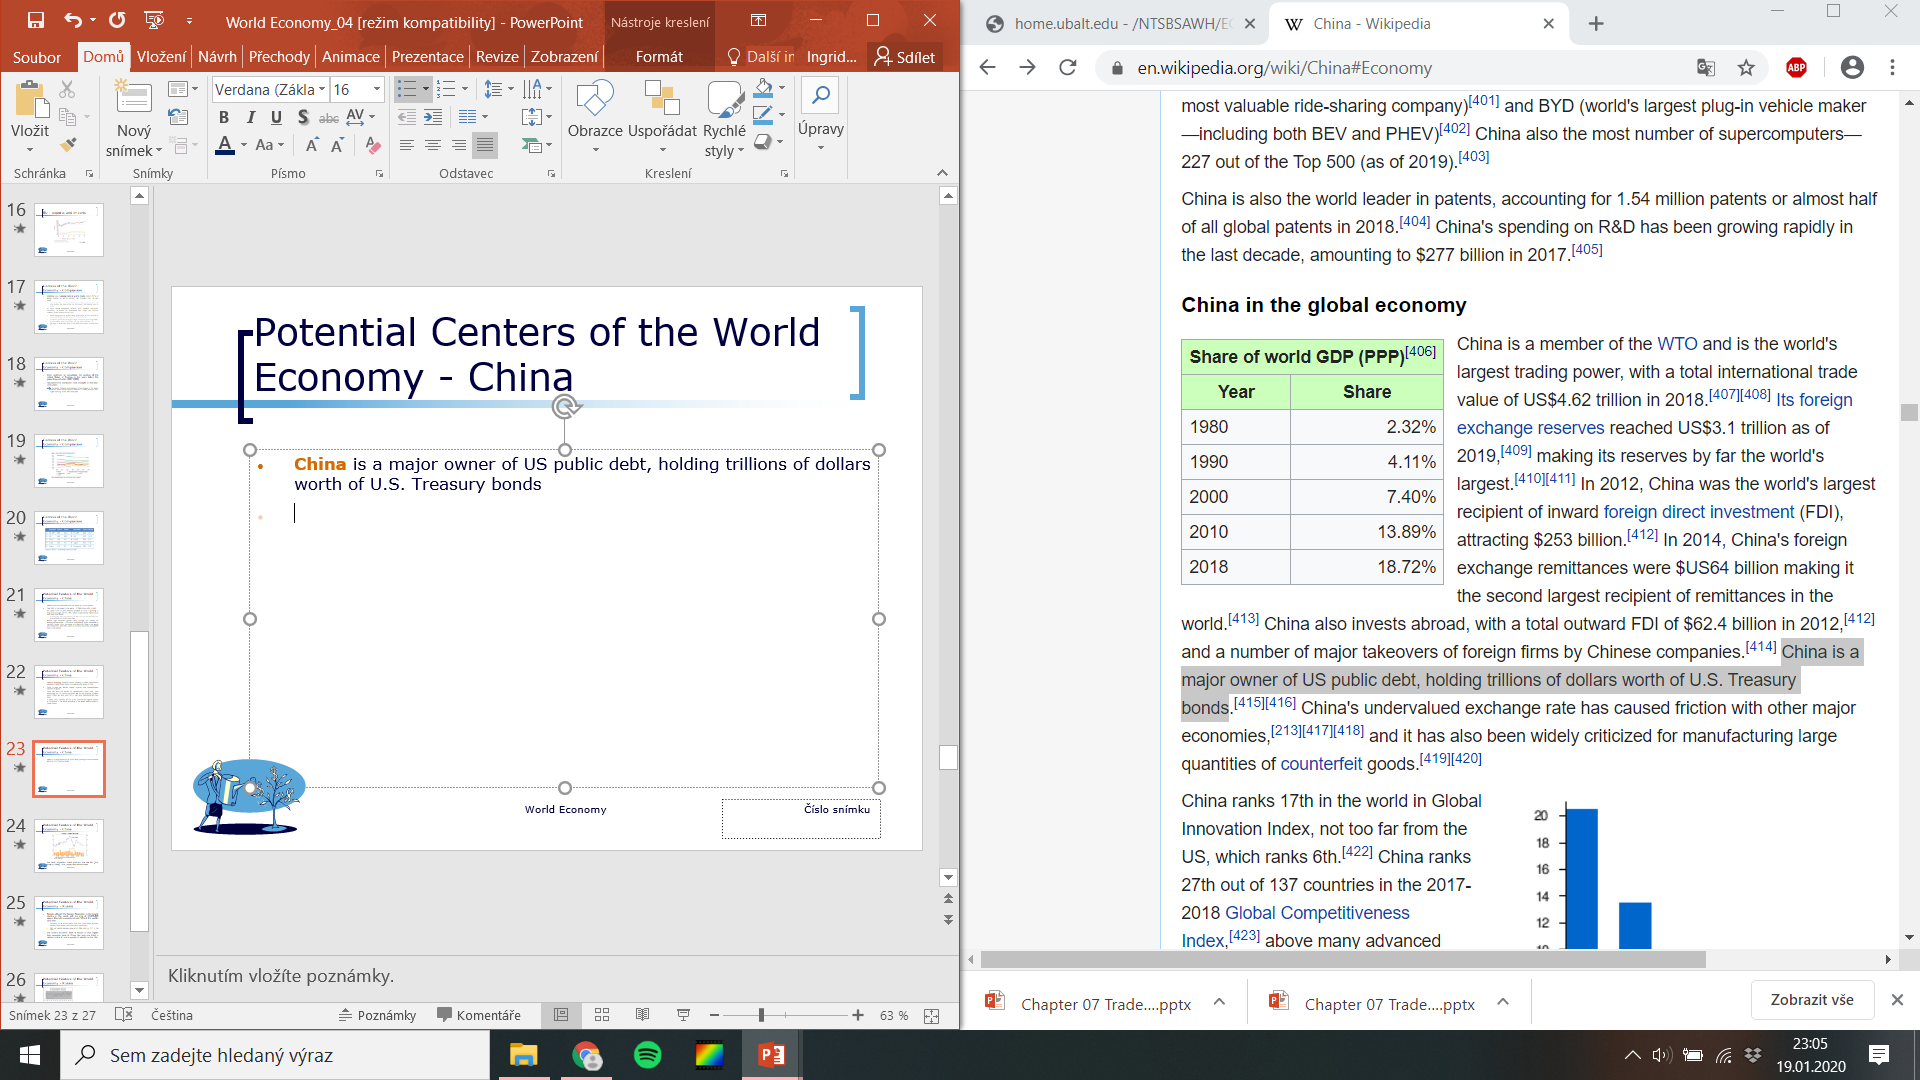 World Economy_04 [režim kompatibility] - PowerPoint
Nástroje kreslení
Soubor
Domů
Vložení
Návrh
Přechody
Animace
Prezentace
Revize
Zobrazení
Formát
Další in
Ingrid...
Sdílet
Vložit
Nový
snímek
Verdana (Zákla
16
B I U S abc AV
A Aa A A
Obrazce
Uspořádat
Rychlé
styly
Úpravy
Schránka
Snímky
Písmo
Odstavec
Kreslení
16
17
18
19
20
21
22
23
24
25
26
Potential Centers of the World
Economy - China
• China is a major owner of US public debt, holding trillions of dollars
worth of U.S. Treasury bonds
World Economy
Číslo snímku
Kliknutím vložíte poznámky.
Snímek 23 z 27
Čeština
Poznámky
Komentáře
63 %
home.ubalt.edu - /NTSBSAWH/EC
China - Wikipedia
en.wikipedia.org/wiki/China#Economy
ABP
most valuable ride-sharing company)[401] and BYD (world's largest plug-in vehicle maker
—including both BEV and PHEV)[402] China also the most number of supercomputers—
227 out of the Top 500 (as of 2019).[403]
China is also the world leader in patents, accounting for 1.54 million patents or almost half
of all global patents in 2018.[404] China's spending on R&D has been growing rapidly in
the last decade, amounting to $277 billion in 2017.[405]
China in the global economy
Share of world GDP (PPP)[406]
Year Share
1980 2.32%
1990 4.11%
2000 7.40%
2010 13.89%
2018 18.72%
China is a member of the WTO and is the world's
largest trading power, with a total international trade
value of US$4.62 trillion in 2018.[407][408] Its foreign
exchange reserves reached US$3.1 trillion as of
2019,[409] making its reserves by far the world's
largest.[410][411] In 2012, China was the world's largest
recipient of inward foreign direct investment (FDI),
attracting $253 billion.[412] In 2014, China's foreign
exchange remittances were $US64 billion making it
the second largest recipient of remittances in the
world.[413] China also invests abroad, with a total outward FDI of $62.4 billion in 2012,[412]
and a number of major takeovers of foreign firms by Chinese companies.[414] China is a
major owner of US public debt, holding trillions of dollars worth of U.S. Treasury
bonds.[415][416] China's undervalued exchange rate has caused friction with other major
economies,[213][417][418] and it has also been widely criticized for manufacturing large
quantities of counterfeit goods.[419][420]
China ranks 17th in the world in Global
Innovation Index, not too far from the
US, which ranks 6th.[422] China ranks
27th out of 137 countries in the 2017-
2018 Global Competitiveness
Index,[423] above many advanced
20
18
16
14
12
10
Chapter 07 Trade....pptx
Chapter 07 Trade....pptx
Zobrazit vše
Sem zadejte hledaný výraz
23:05
19.01.2020